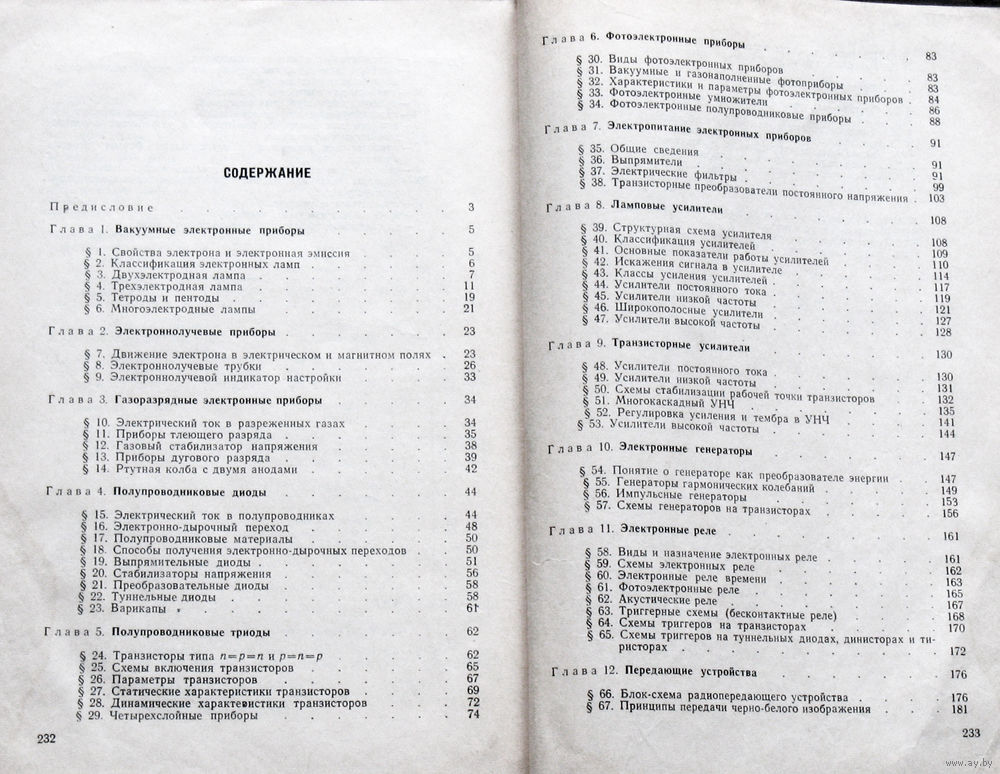 СОДЕРЖАНИЕ
Предисловие 3
Глава 1. Вакуумные электронные приборы 5
§ 1. Свойства электрона и электронная эмиссия 5
§ 2. Классификация электронных ламп 6
§ 3. Двухэлектродная лампа 7
§ 4. Трехэлектродная лампа 11
§ 5. Тетроды и пентоды 19
§ 6. Многоэлектродные лампы 21
Глава 2. Электроннолучевые приборы 23
§ 7. Движение электрона в электрическом и магнитном полях 23
§ 8. Электроннолучевые трубки 26
§ 9. Электроннолучевой индикатор настройки 33
Глава 3. Газоразрядные электронные приборы 34
§ 10. Электрический ток в разреженных газах 34
§ 11. Приборы тлеющего разряда 35
§ 12. Газовый стабилизатор напряжения 38
§ 13. Приборы дугового разряда 39
§ 14. Ртутная колба с двумя анодами 42
Глава 4. Полупроводниковые диоды 44
§ 15. Электрический ток в полупроводниках 44
§ 16. Электронно-дырочный переход 48
§ 17. Полупроводниковые материалы 50
§ 18. Способы получения электронно-дырочных переходов 50
§ 19. Выпрямительные диоды 51
§ 20. Стабилизаторы напряжения 56
§ 21. Преобразовательные диоды 58
§ 22. Туннельные диоды 58
§ 23. Варикапы 61
Глава 5. Полупроводниковые триоды 62
§ 24. Транзисторы типа n=p=n и p=n=p 62
§ 25. Схемы включения транзисторов 65
§ 26. Параметры транзисторов 67
§ 27. Статические характеристики транзисторов 69
§ 28. Динамические характеристики транзисторов 72
§ 29. Четырехслойные приборы 74
232
Глава 6. Фотоэлектронные приборы 83
§ 30. Виды фотоэлектронных приборов 83
§ 31. Вакуумные и газонаполненные фотоприборы 83
§ 32. Характеристики и параметры фотоэлектронных приборов 84
§ 33. Фотоэлектронные умножители 86
§ 34. Фотоэлектронные полупроводниковые приборы 88
Глава 7. Электропитание электронных приборов 91
§ 35. Общие сведения 91
§ 36. Выпрямители 91
§ 37. Электрические фильтры 99
§ 38. Транзисторные преобразователи постоянного напряжения 103
Глава 8. Ламповые усилители 108
§ 39. Структурная схема усилителя 108
§ 40. Классификация усилителей 109
§ 41. Основные показатели работы усилителей 110
§ 42. Искажения сигнала в усилителе 114
§ 43. Классы усиления усилителей 117
§ 44. Усилители постоянного тока 119
§ 45. Усилители низкой частоты 121
§ 46. Широкополосные усилители 127
§ 47. Усилители высокой частоты 128
Глава 9. Транзисторные усилители 130
§ 48. Усилители постоянного тока 130
§ 49. Усилители низкой частоты 131
§ 50. Схемы стабилизации рабочей точки транзисторов 132
§ 51. Многокаскадный УНЧ 135
§ 52. Регулировка усиления и тембра в УНЧ 141
§ 53. Усилители высокой частоты 144
Глава 10. Электронные генераторы 147
§ 54. Понятие о генераторе как преобразователе энергии 147
§ 55. Генераторы гармонических колебаний 149
§ 56. Импульсные генераторы 153
§ 57. Схемы генераторов на транзисторах 156
Глава 11. Электронные реле 161
§ 58. Виды и назначение электронных реле 161
§ 59. Схемы электронных реле 162
§ 60. Электронные реле времени 163
§ 61. Фотоэлектронные реле 165
§ 62. Акустические реле 167
§ 63. Триггерные схемы (бесконтактные реле) 168
§ 64. Схемы триггеров на транзисторах 170
§ 65. Схемы триггеров на туннельных диодах, динисторах и ти-
ристорах 172
Глава 12. Передающие устройства 176
§ 66. Блок-схема радиопередающего устройства 176
§ 67. Принципы передачи черно-белого изображения 181
233
www.ay.by